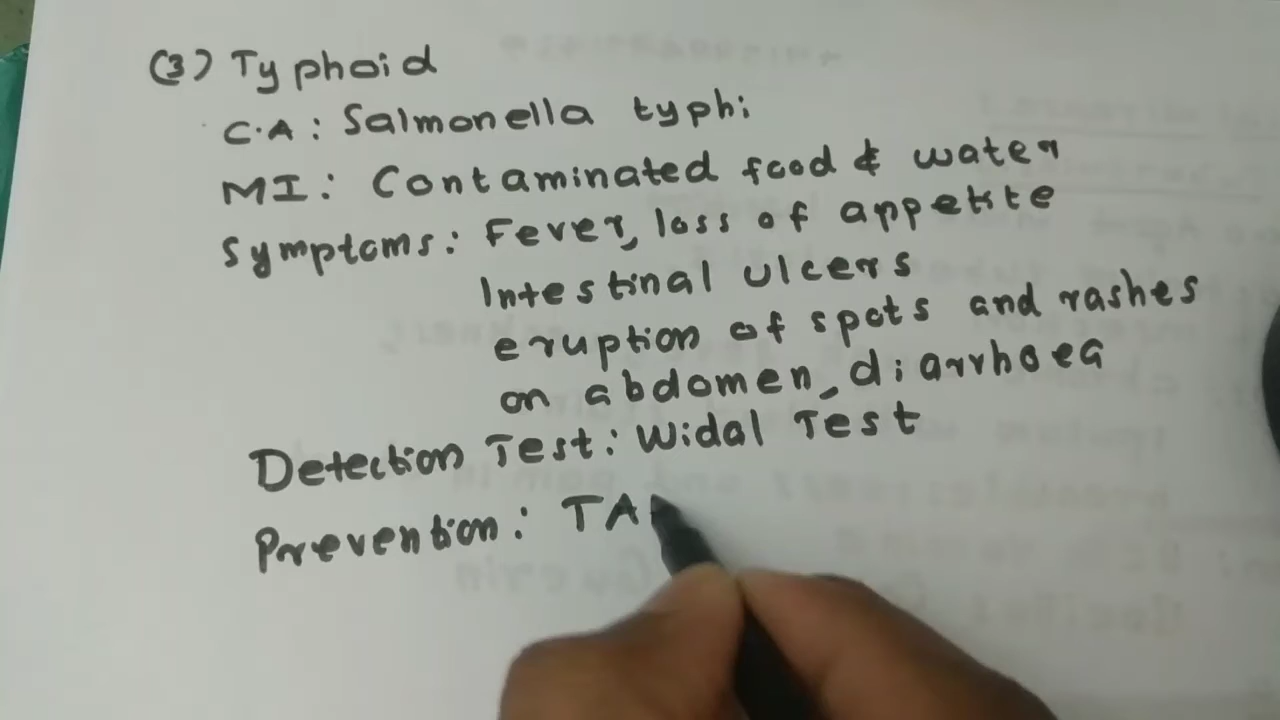 (3) Typhoid
C.A : Salmonella typhi
MI : Contaminated food & water
Symptoms : Fever, loss of appetite
Intestinal ulcers
eruption of spots and rashes
on abdomen, diarrhoea
Detection Test : Widal Test
Prevention : TA